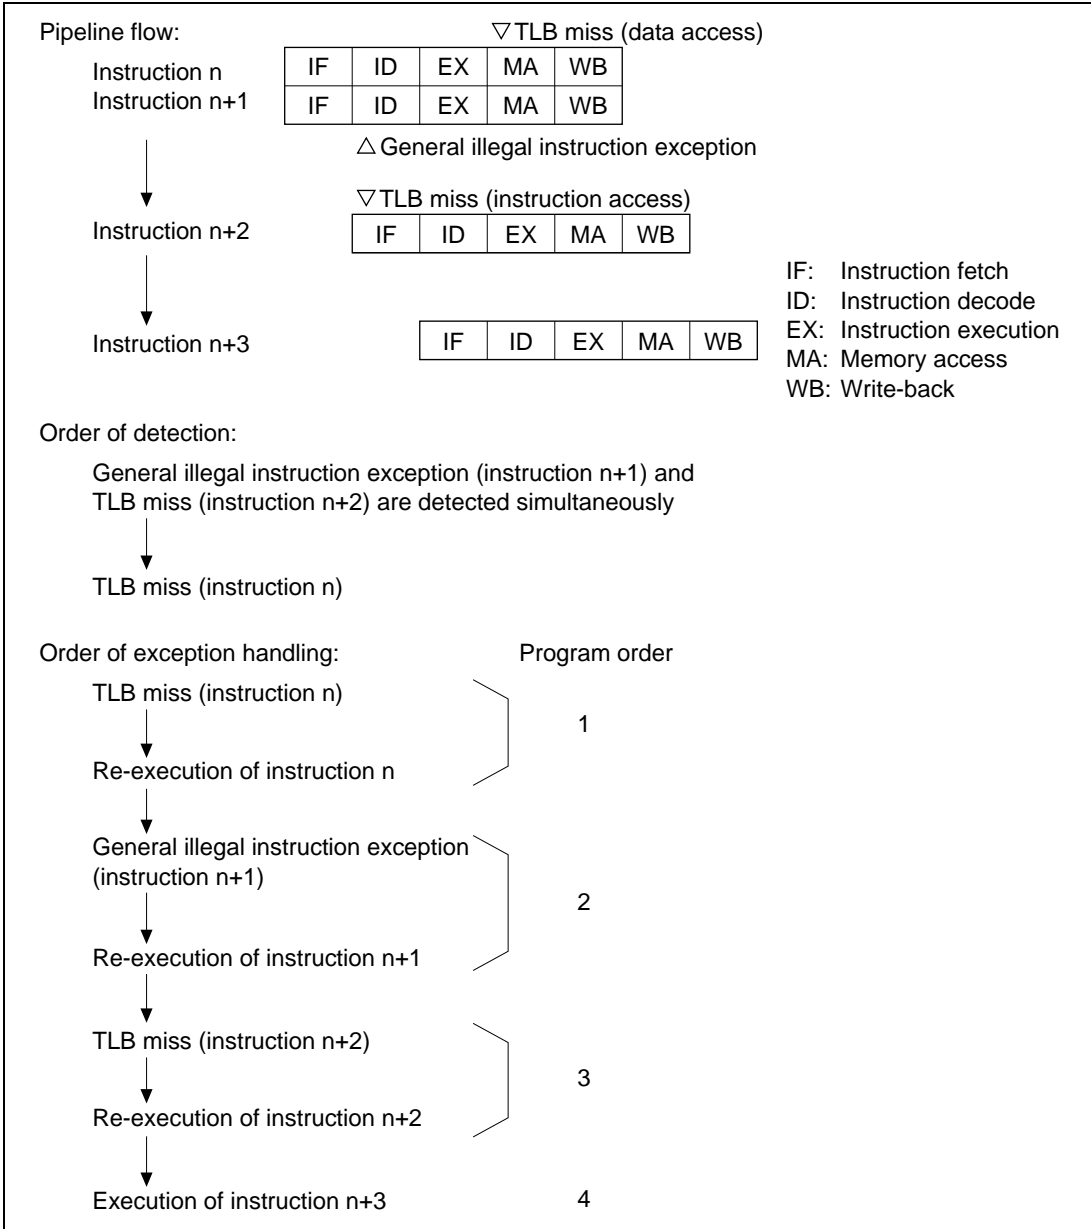 Pipeline flow:
▽TLB miss (data access)
Instruction n
IF ID EX MA WB
Instruction n+1
IF ID EX MA WB
△General illegal instruction exception
▽TLB miss (instruction access)
Instruction n+2
IF ID EX MA WB
Instruction n+3
IF ID EX MA WB
IF: Instruction fetch
ID: Instruction decode
EX: Instruction execution
MA: Memory access
WB: Write-back
Order of detection:
General illegal instruction exception (instruction n+1) and
TLB miss (instruction n+2) are detected simultaneously
TLB miss (instruction n)
Order of exception handling:
Program order
TLB miss (instruction n)
1
Re-execution of instruction n
General illegal instruction exception
(instruction n+1)
2
Re-execution of instruction n+1
TLB miss (instruction n+2)
3
Re-execution of instruction n+2
Execution of instruction n+3
4